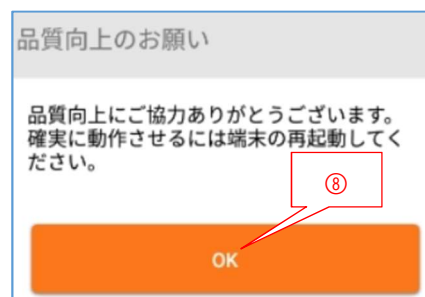 品質向上のお願い
品質向上にご協力ありがとうございます。
確実に動作させるには端末の再起動してく
ださい。
⑧
OK